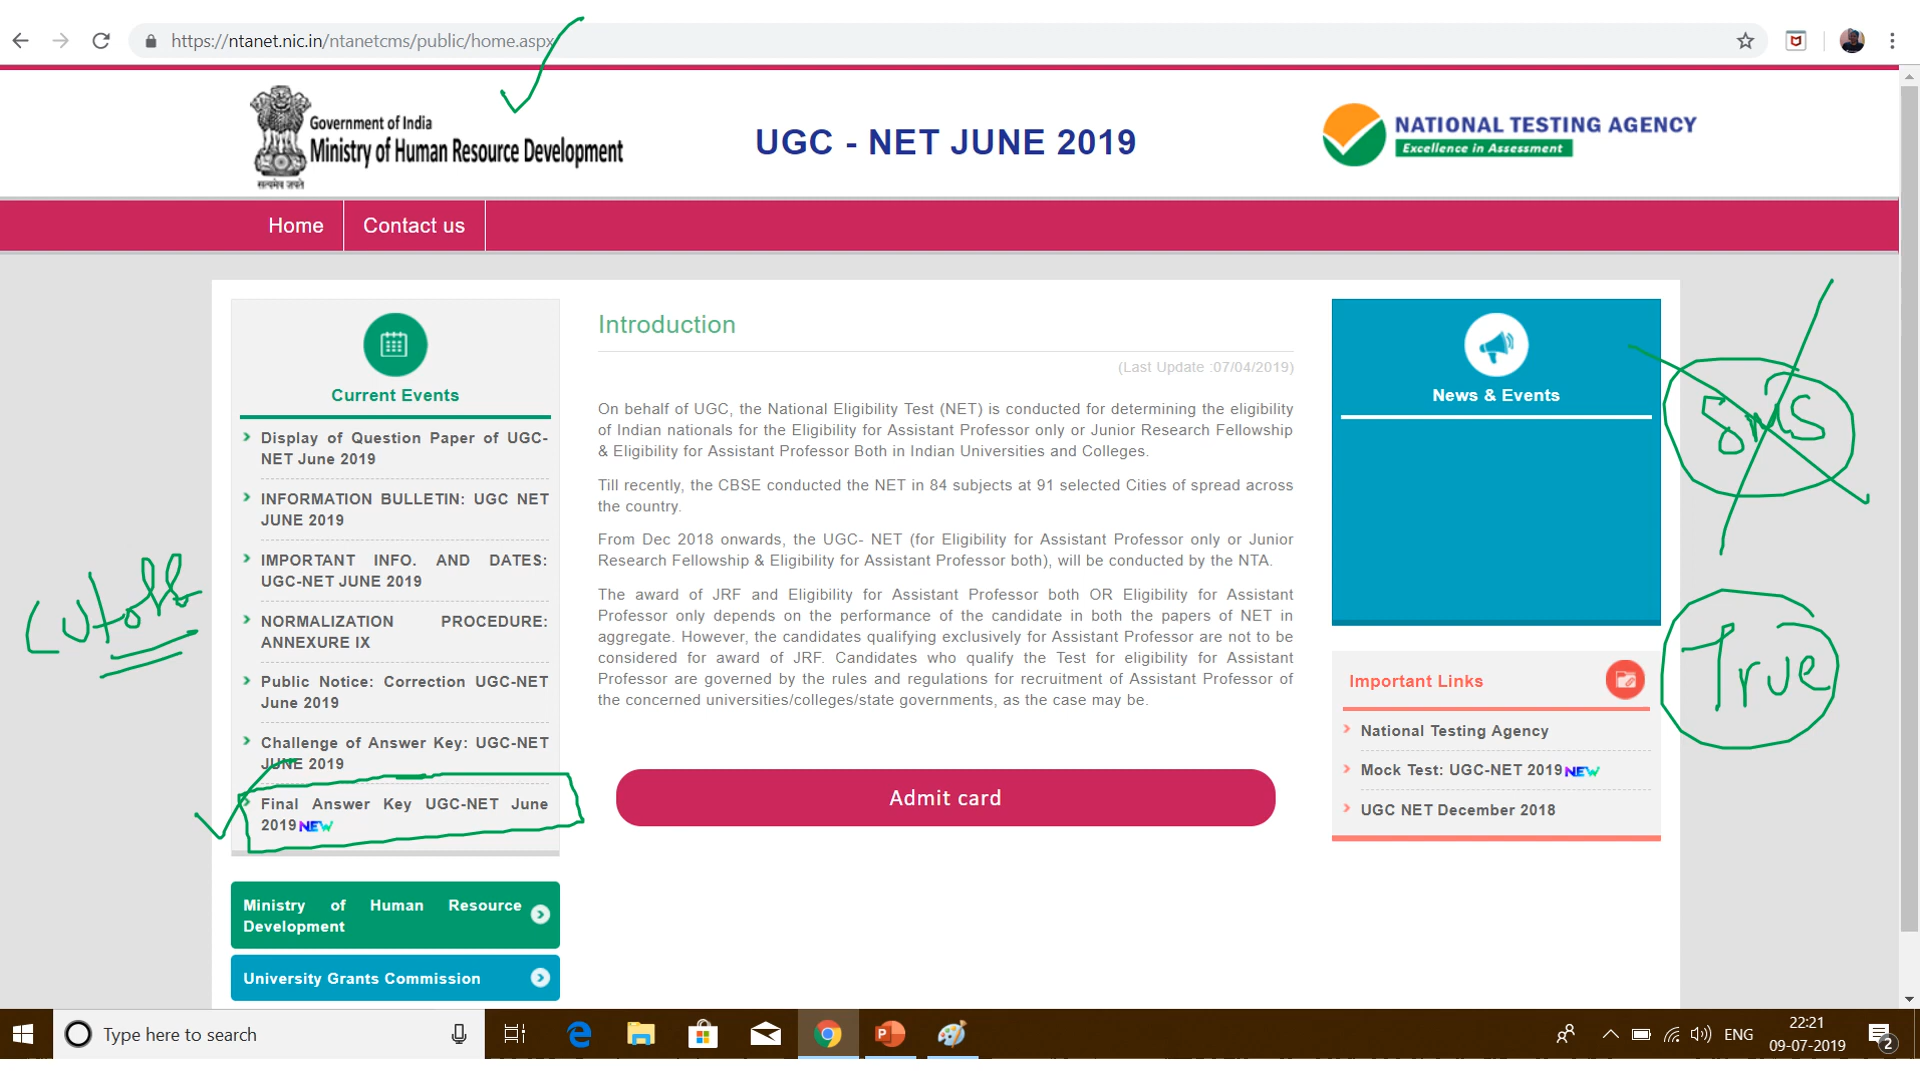 https://ntanet.nic.in/ntanetcms/public/home.aspx
Government of India
Ministry of Human Resource Development
सत्यमेव जयते
UGC - NET JUNE 2019
NATIONAL TESTING AGENCY
Excellence in Assessment
Home
Contact us
Current Events
Display of Question Paper of UGC-
NET June 2019
INFORMATION BULLETIN: UGC NET
JUNE 2019
IMPORTANT INFO. AND DATES:
UGC-NET JUNE 2019
NORMALIZATION PROCEDURE:
ANNEXURE IX
Public Notice: Correction UGC-NET
June 2019
Challenge of Answer Key: UGC-NET
JUNE 2019
Final Answer Key UGC-NET June
2019 NEW
Cutoff
Ministry of Human Resource
Development
University Grants Commission
Introduction
(Last Update :07/04/2019)
On behalf of UGC, the National Eligibility Test (NET) is conducted for determining the eligibility
of Indian nationals for the Eligibility for Assistant Professor only or Junior Research Fellowship
& Eligibility for Assistant Professor Both in Indian Universities and Colleges.
Till recently, the CBSE conducted the NET in 84 subjects at 91 selected Cities of spread across
the country.
From Dec 2018 onwards, the UGC- NET (for Eligibility for Assistant Professor only or Junior
Research Fellowship & Eligibility for Assistant Professor both), will be conducted by the NTA.
The award of JRF and Eligibility for Assistant Professor both OR Eligibility for Assistant
Professor only depends on the performance of the candidate in both the papers of NET in
aggregate. However, the candidates qualifying exclusively for Assistant Professor are not to be
considered for award of JRF. Candidates who qualify the Test for eligibility for Assistant
Professor are governed by the rules and regulations for recruitment of Assistant Professor of
the concerned universities/colleges/state governments, as the case may be.
Admit card
News & Events
SMS
True
Important Links
National Testing Agency
Mock Test: UGC-NET 2019 NEW
UGC NET December 2018
Type here to search
ENG
22:21
09-07-2019
2